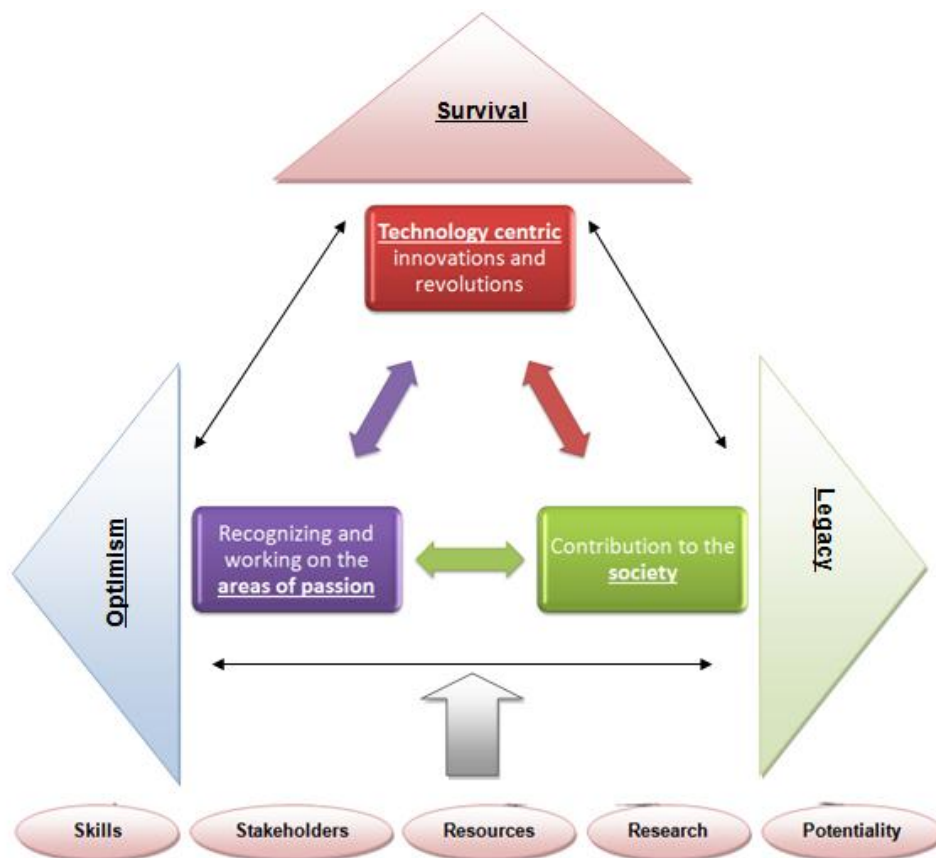 Survival
Technology centric
innovations and
revolutions
Optimism
Recognizing and
working on the
areas of passion
Contribution to the
society
Legacy
Skills
Stakeholders
Resources
Research
Potentiality